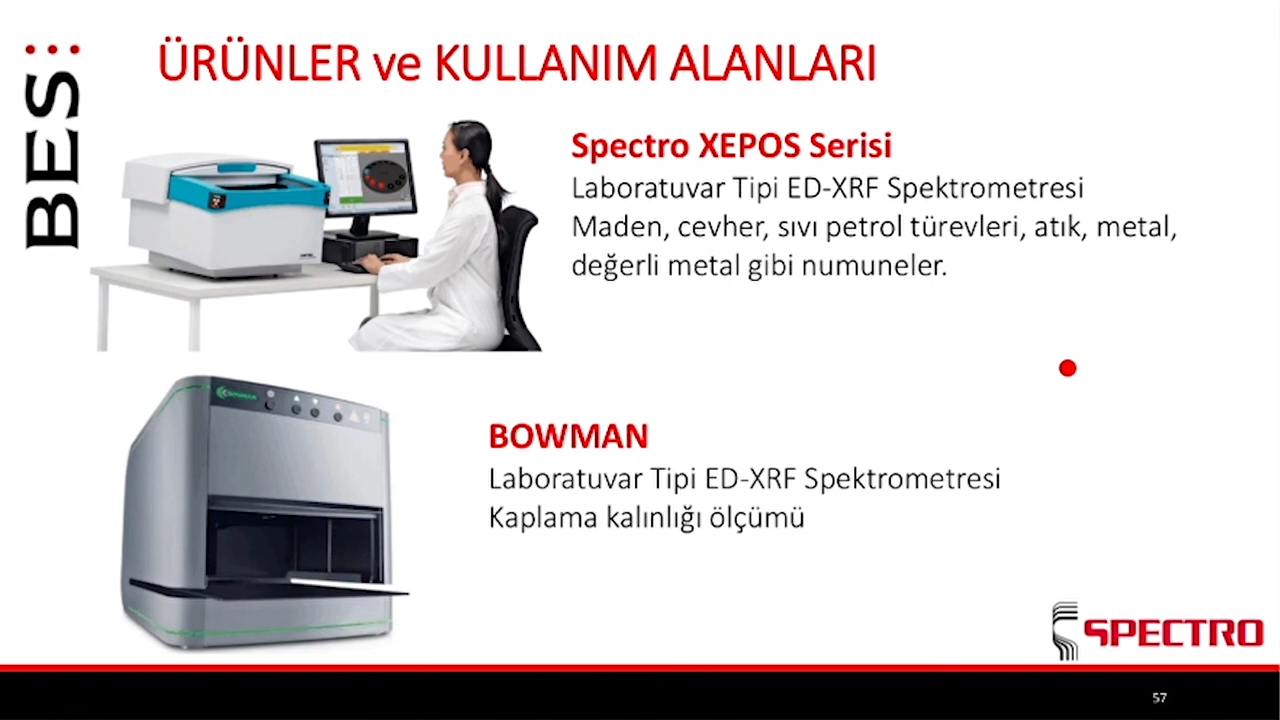 BES
ÜRÜNLER ve KULLANIM ALANLARI
Spectro XEPOS Serisi
Laboratuvar Tipi ED-XRF Spektrometresi
Maden, cevher, sıvı petrol türevleri, atık, metal,
değerli metal gibi numuneler.
BOWMAN
BOWMAN
Laboratuvar Tipi ED-XRF Spektrometresi
Kaplama kalınlığı ölçümü
SPECTRO
57